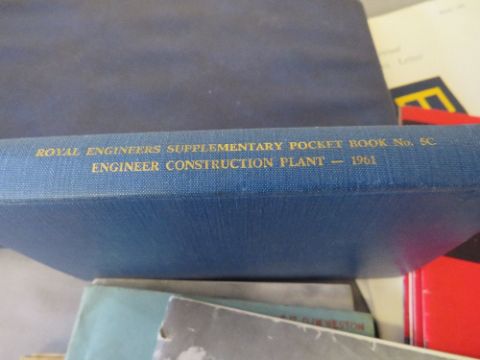 ROYAL ENGINEERS SUPPLEMENTARY POCKET BOOK No. 5C
ENGINEER CONSTRUCTION PLANT — 1961